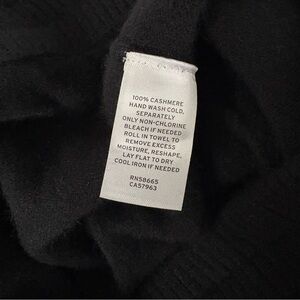 100% CASHMERE
HAND WASH COLD,
SEPARATELY
ONLY NON-CHLORINE
BLEACH IF NEEDED
ROLL IN TOWEL TO
REMOVE EXCESS
MOISTURE, RESHAPE,
LAY FLAT TO DRY
COOL IRON IF NEEDED
RN58665
CA57963